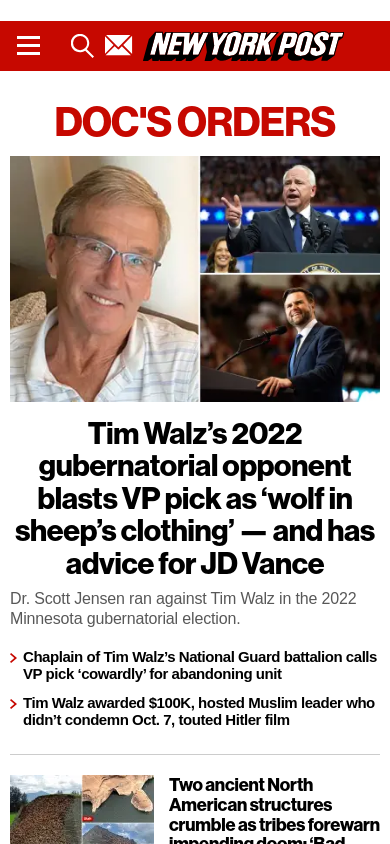 NEW YORK POST
DOC'S ORDERS
Tim Walz’s 2022
gubernatorial opponent
blasts VP pick as ‘wolf in
sheep’s clothing’ — and has
advice for JD Vance
Dr. Scott Jensen ran against Tim Walz in the 2022
Minnesota gubernatorial election.
Chaplain of Tim Walz’s National Guard battalion calls
VP pick ‘cowardly’ for abandoning unit
Tim Walz awarded $100K, hosted Muslim leader who
didn’t condemn Oct. 7, touted Hitler film
Two ancient North
American structures
crumble as tribes forewarn
impending doom: ‘Bad